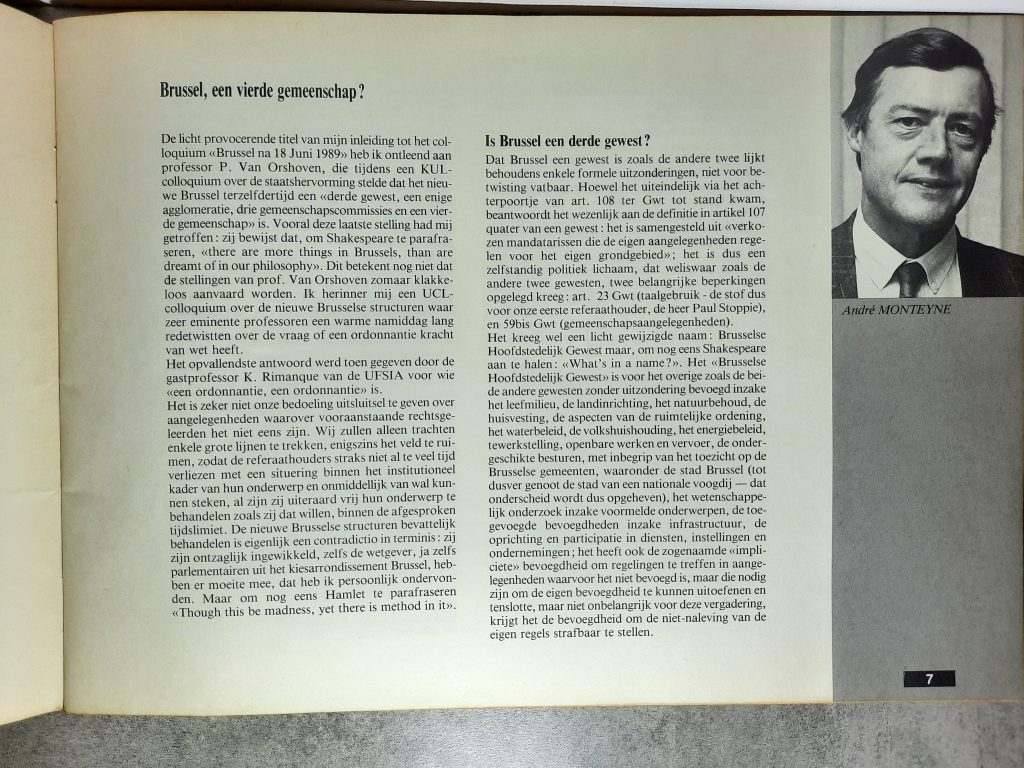 Brussel, een vierde gemeenschap?
De licht provocerende titel van mijn inleiding tot het col-
loquium «Brussel na 18 Juni 1989» heb ik ontleend aan
professor P. Van Orshoven, die tijdens een KUL-
colloquium over de staatshervorming stelde dat het nieu-
we Brussel terzelfdertijd een «derde gewest, een enige
agglomeratie, drie gemeenschapscommissies en een vier-
de gemeenschap» is. Vooral deze laatste stelling had mij
getroffen: zij bewijst dat, om Shakespeare te parafra-
seren, «there are more things in Brussels, than are
dreamt of in our philosophy». Dit betekent nog niet dat
de stellingen van prof. Van Orshoven zomaar klakke-
loos aanvaard worden. Ik herinner mij een UCL-
colloquium over de nieuwe Brusselse structuren waar
zeer eminente professoren een warme namiddag lang
redetwistten over de vraag of een ordonnantie kracht
van wet heeft.
Het opvallendste antwoord werd toen gegeven door de
gastprofessor K. Rimanque van de UFSIA voor wie
«een ordonnantie, een ordonnantie» is.
Het is zeker niet onze bedoeling uitsluitsel te geven over
aangelegenheden waarover vooraanstaande rechtsge-
leerden het niet eens zijn. Wij zullen alleen trachten
enkele grote lijnen te trekken, enigszins het veld te rui-
men, zodat de referaathouders straks niet al te veel tijd
verliezen met een situering binnen het institutioneel
kader van hun onderwerp en onmiddellijk van wal kun-
nen steken, al zijn zij uiteraard vrij hun onderwerp te
behandelen zoals zij dat willen, binnen de afgesproken
tijdslimiet. De nieuwe Brusselse structuren bevattelijk
behandelen is eigenlijk een contradictio in terminis: zij
zijn ontzaglijk ingewikkeld, zelfs de wetgever, ja zelfs
parlementairen uit het kiesarrondissement Brussel, heb-
ben er moeite mee, dat heb ik persoonlijk ondervon-
den. Maar om nog eens Hamlet te parafraseren
«Though this be madness, yet there is method in it».
Is Brussel een derde gewest?
Dat Brussel een gewest is zoals de andere twee lijkt
behoudens enkele formele uitzonderingen, niet voor be-
twisting vatbaar. Hoewel het uiteindelijk via het ach-
terpoortje van art. 108 ter Gwt tot stand kwam,
beantwoordt het wezenlijk aan de definitie in artikel 107
quater van een gewest: het is samengesteld uit «verko-
zen mandatarissen die de eigen aangelegenheden rege-
len voor het eigen grondgebied»; het is dus een
zelfstandig politiek lichaam, dat weliswaar zoals de
andere twee gewesten, twee belangrijke beperkingen
opgelegd kreeg: art. 23 Gwt (taalgebruik - de stof dus
voor onze eerste referaathouder, de heer Paul Stoppie),
en 59bis Gwt (gemeenschapsaangelegenheden).
Het kreeg wel een licht gewijzigde naam: Brusselse
Hoofdstedelijk Gewest maar, om nog eens Shakespeare
aan te halen: «What's in a name?». Het «Brusselse
Hoofdstedelijk Gewest» is voor het overige zoals de bei-
de andere gewesten zonder uitzondering bevoegd inzake
het leefmilieu, de landinrichting, het natuurbehoud, de
huisvesting, de aspecten van de ruimtelijke ordening,
het waterbeleid, de volkshuishouding, het energiebeleid,
tewerkstelling, openbare werken en vervoer, de onder-
geschikte besturen, met inbegrip van het toezicht op de
Brusselse gemeenten, waaronder de stad Brussel (tot
dusver genoot de stad van een nationale voogdij — dat
onderscheid wordt dus opgeheven), het wetenschappe-
lijk onderzoek inzake voormelde onderwerpen, de toe-
gevoegde bevoegdheden inzake infrastructuur, de
oprichting en participatie in diensten, instellingen en
ondernemingen; het heeft ook de zogenaamde «impli-
ciete» bevoegdheid om regelingen te treffen in aange-
legenheden waarvoor het niet bevoegd is, maar die nodig
zijn om de eigen bevoegdheid te kunnen uitoefenen en
tenslotte, maar niet onbelangrijk voor deze vergadering,
krijgt het de bevoegdheid om de niet-naleving van de
eigen regels strafbaar te stellen.
André MONTEYNE
7